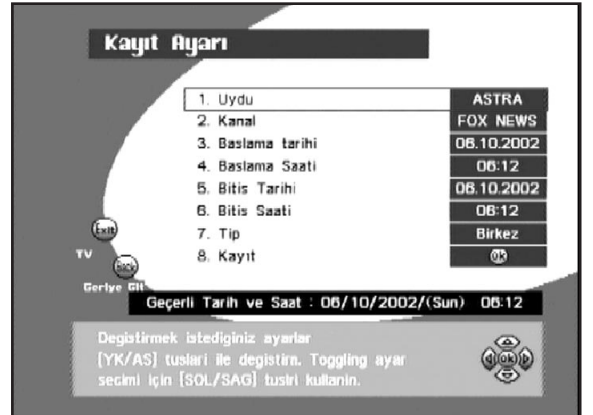 Kayıt Ayarı
1. Uydu ASTRA
2. Kanal FOX NEWS
3. Baslama tarihi 06.10.2002
4. Baslama Saati 06:12
5. Bitis Tarihi 06.10.2002
6. Bitis Saati 06:12
7. Tip Birkez
8. Kayıt Ok
Exit
TV
Back
Geriye Git
Geçerli Tarih ve Saat : 06/10/2002/(Sun) 06:12
Degistirmek istediginiz ayarlar
[YK/AS] tuslari ile degistirn. Toggling ayar
secimi için [SOL/SAG] tusiri kullanin.
Ok